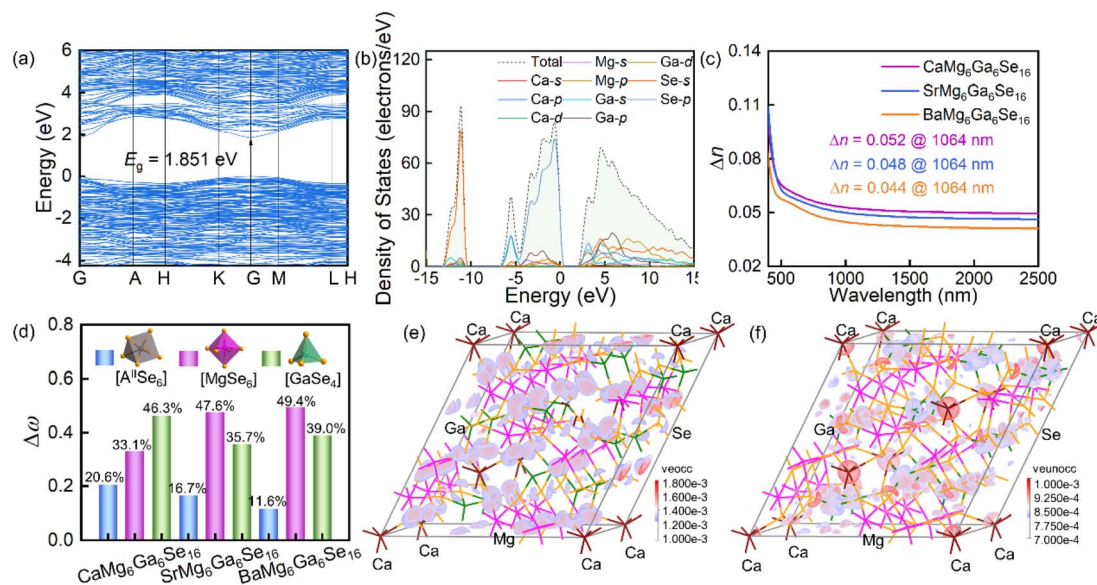 (a)
Energy (eV)
6
4
2
0
-2
-4
Eg = 1.851 eV
G A H K G M L H
(b)
Density of States (electrons/eV)
120
90
60
30
0
Total Mg-s Ga-d
Ca-s Mg-p Se-s
Ca-p Ga-s Se-p
Ca-d Ga-p
-15 -10 -5 0 5 10 15
Energy (eV)
(c)
Δn
0.14
0.11
0.08
0.05
0.02
CaMg6Ga6Se16
SrMg6Ga6Se16
BaMg6Ga6Se16
Δn = 0.052 @ 1064 nm
Δn = 0.048 @ 1064 nm
Δn = 0.044 @ 1064 nm
500 1000 1500 2000 2500
Wavelength (nm)
(d)
Δω
0.8
0.6
0.4
0.2
0.0
[AIISe6] [MgSe6] [GaSe4]
20.6% 33.1% 46.3% 16.7% 47.6% 35.7% 11.6% 49.4% 39.0%
CaMg6Ga6Se16 SrMg6Ga6Se16 BaMg6Ga6Se16
(e)
Ca
Ca
Ca
Ca
Ga
Se
Mg
Ca
Ca
Ca
veocc
1.800e-3
1.600e-3
1.400e-3
1.200e-3
1.000e-3
(f)
Ca
Ca
Ca
Ga
Se
Mg
Ca
Ca
Ca
veunocc
1.000e-3
9.250e-4
8.500e-4
7.750e-4
7.000e-4